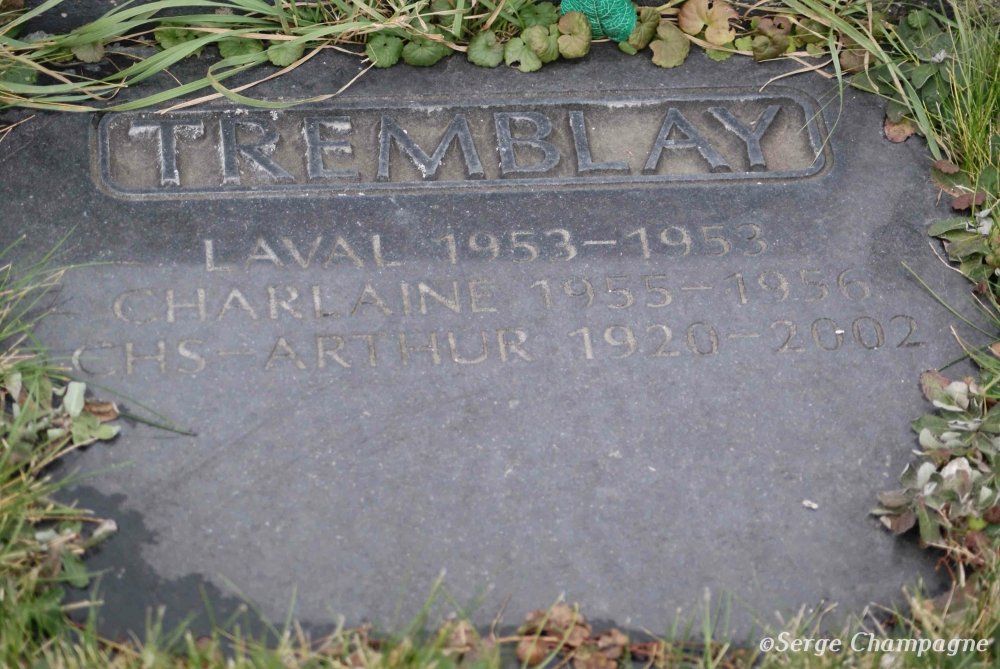 TREMBLAY
LAVAL 1953-1953
CHARLAINE 1955-1956
CHS-ARTHUR 1920-2002
©Serge Champagne